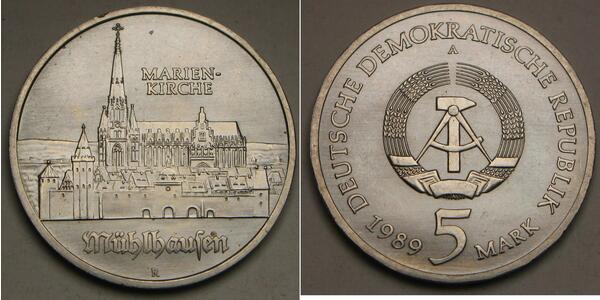 MARIEN-
KIRCHE
Mühlhausen
R
DEUTSCHE DEMOKRATISCHE REPUBLIK
A
1989 5 MARK